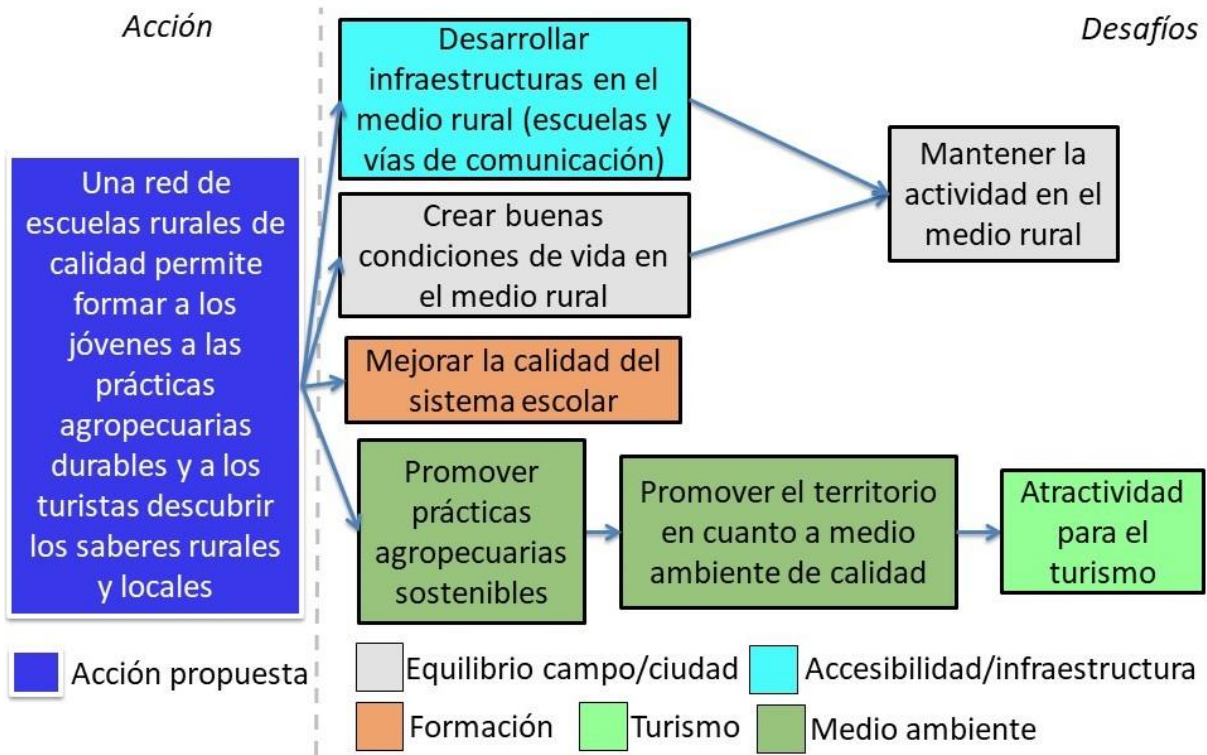 Acción
Desafíos
Una red de
escuelas rurales de
calidad permite
formar a los
jóvenes a las
prácticas
agropecuarias
durables y a los
turistas descubrir
los saberes rurales
y locales
Desarrollar
infraestructuras en el
medio rural (escuelas y
vías de comunicación)
Crear buenas
condiciones de vida en
el medio rural
Mantener la
actividad en el
medio rural
Mejorar la calidad del
sistema escolar
Promover
prácticas
agropecuarias
sostenibles
Promover el territorio
en cuanto a medio
ambiente de calidad
Atractividad
para el
turismo
Acción propuesta
Equilibrio campo/ciudad
Accesibilidad/infraestructura
Formación
Turismo
Medio ambiente